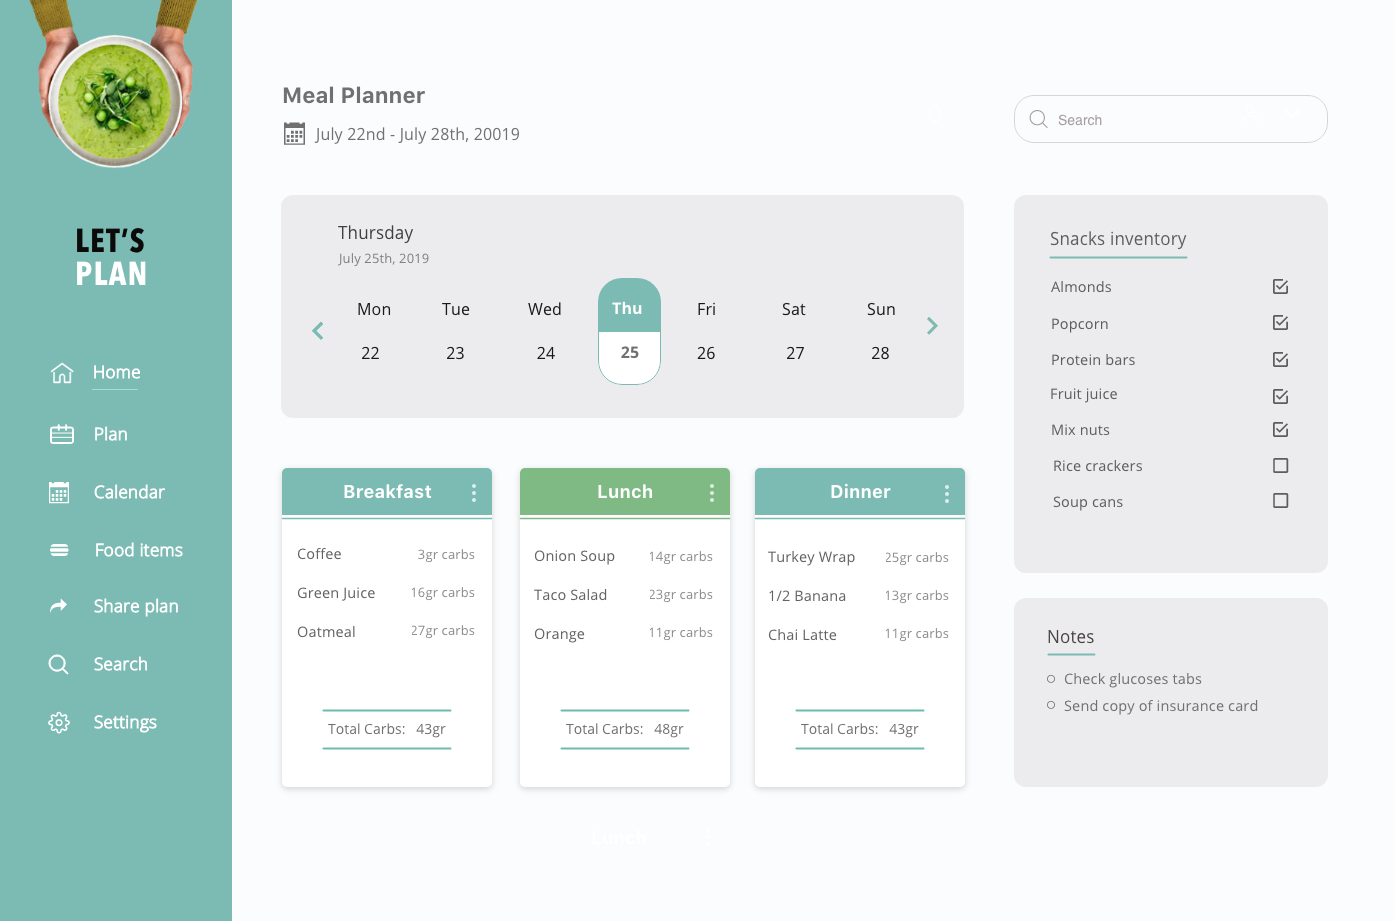 LET'S
PLAN
Home
Plan
Calendar
Food items
Share plan
Search
Settings
Meal Planner
July 22nd - July 28th, 20019
Search
Thursday
July 25th, 2019
Mon Tue Wed Thu Fri Sat Sun
22 23 24 25 26 27 28
Breakfast
Coffee 3gr carbs
Green Juice 16gr carbs
Oatmeal 27gr carbs
Total Carbs: 43gr
Lunch
Onion Soup 14gr carbs
Taco Salad 23gr carbs
Orange 11gr carbs
Total Carbs: 48gr
Dinner
Turkey Wrap 25gr carbs
1/2 Banana 13gr carbs
Chai Latte 11gr carbs
Total Carbs: 43gr
Snacks inventory
Almonds
Popcorn
Protein bars
Fruit juice
Mix nuts
Rice crackers
Soup cans
Notes
Check glucoses tabs
Send copy of insurance card